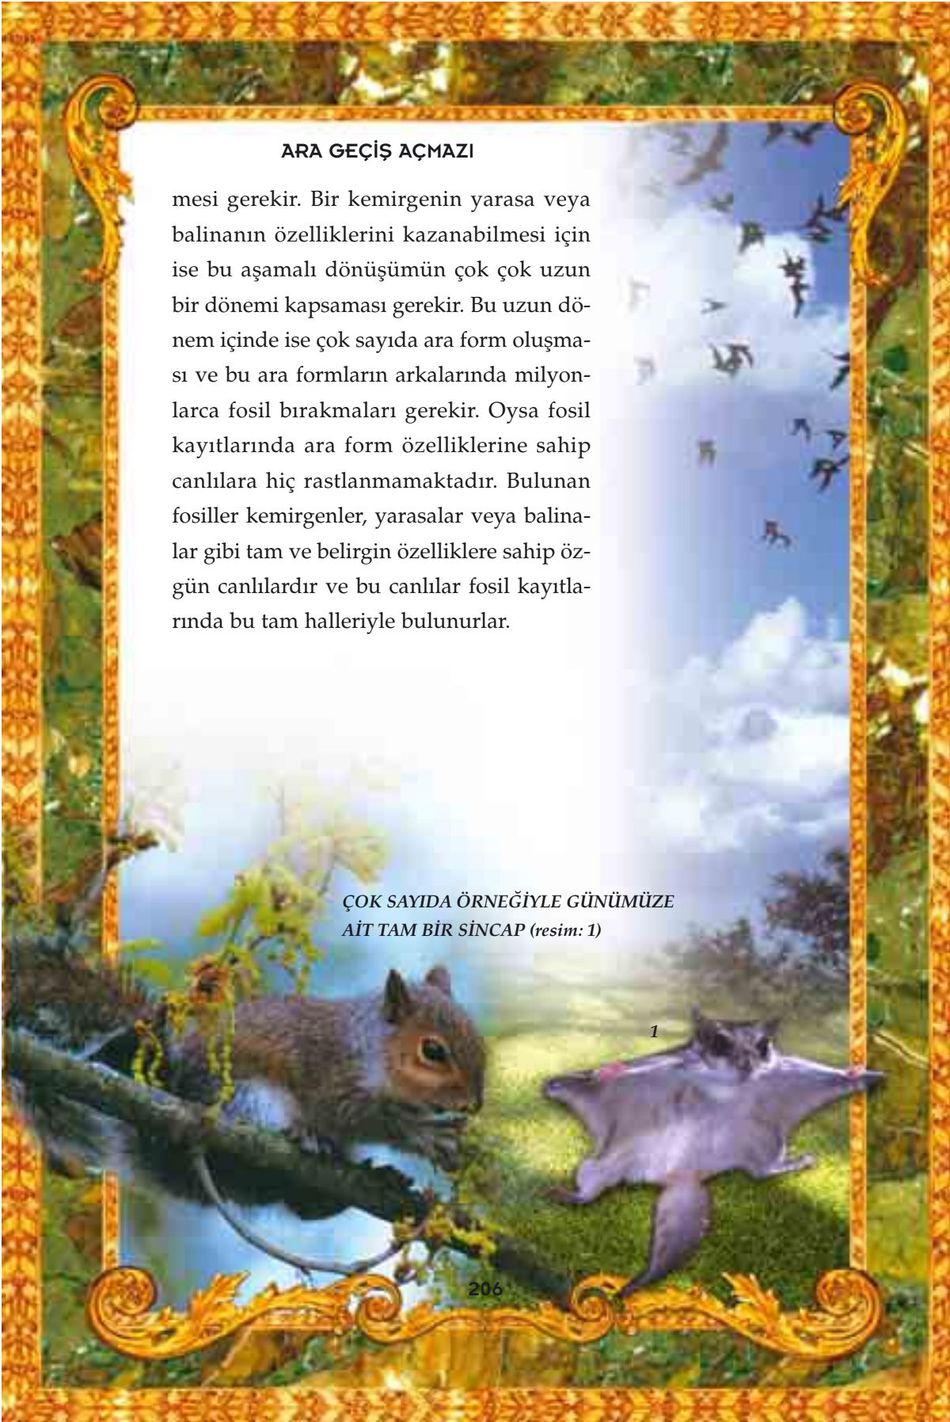 ARA GEÇİŞ AÇMAZI
mesi gerekir. Bir kemirgenin yarasa veya
balinanın özelliklerini kazanabilmesi için
ise bu aşamalı dönüşümün çok çok uzun
bir dönemi kapsaması gerekir. Bu uzun dö-
nem içinde ise çok sayıda ara form oluşma-
sı ve bu ara formların arkalarında milyon-
larca fosil bırakmaları gerekir. Oysa fosil
kayıtlarında ara form özelliklerine sahip
canlılara hiç rastlanmamaktadır. Bulunan
fosiller kemirgenler, yarasalar veya balina-
lar gibi tam ve belirgin özelliklere sahip öz-
gün canlılardır ve bu canlılar fosil kayıtla-
rında bu tam halleriyle bulunurlar.
ÇOK SAYIDA ÖRNEĞİYLE GÜNÜMÜZE
AİT TAM BİR SİNCAP (resim: 1)
1
206